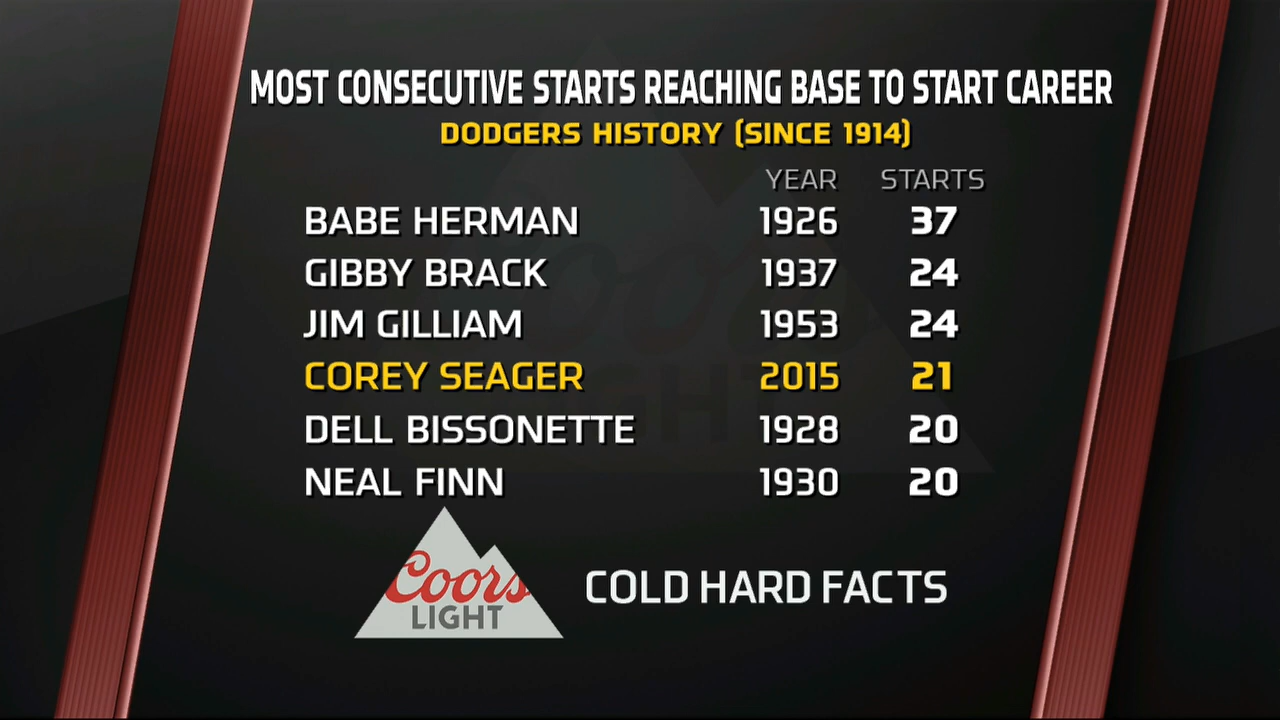 MOST CONSECUTIVE STARTS REACHING BASE TO START CAREER
DODGERS HISTORY (SINCE 1914)
YEAR STARTS
BABE HERMAN 1926 37
GIBBY BRACK 1937 24
JIM GILLIAM 1953 24
COREY SEAGER 2015 21
DELL BISSONETTE 1928 20
NEAL FINN 1930 20
Coors
LIGHT
COLD HARD FACTS